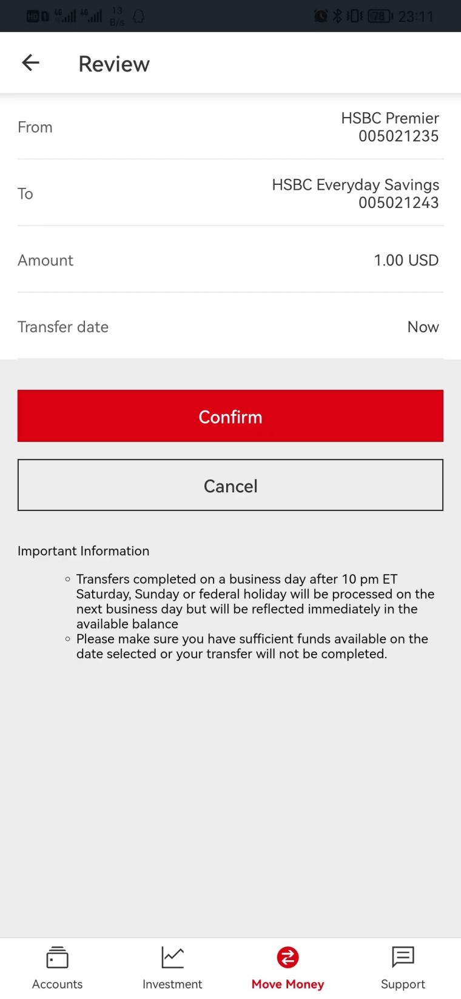 HD 4G 4G 13 B/s 78 23:11
Review
From
HSBC Premier
005021235
To
HSBC Everyday Savings
005021243
Amount
1.00 USD
Transfer date
Now
Confirm
Cancel
Important Information
Transfers completed on a business day after 10 pm ET
Saturday, Sunday or federal holiday will be processed on the
next business day but will be reflected immediately in the
available balance
Please make sure you have sufficient funds available on the
date selected or your transfer will not be completed.
Accounts
Investment
Move Money
Support